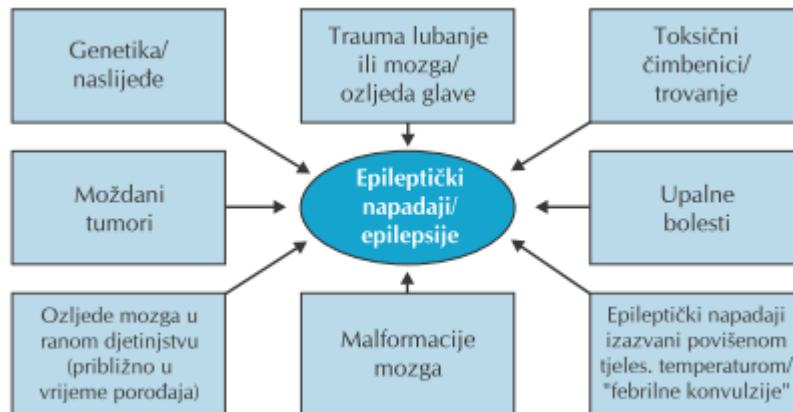 Genetika/
naslijeđe
Trauma lubanje
ili mozga/
ozljeda glave
Toksični
čimbenici/
trovanje
Moždani
tumori
Epileptički
napadaji/
epilepsije
Upalne
bolesti
Ozljede mozga u
ranom djetinjstvu
(približno u
vrijeme porođaja)
Malformacije
mozga
Epileptički napadaji
izazvani povišenom
tjeles. temperaturom/
"febrilne konvulzije"